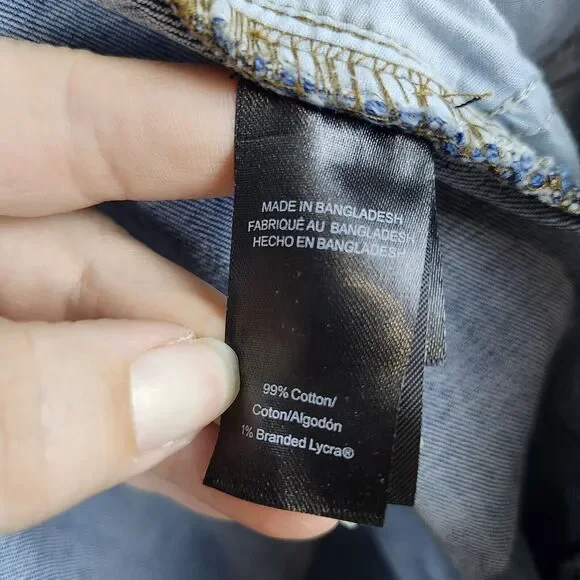 MADE IN BANGLADESH
FABRIQUÉ AU BANGLADESH
HECHO EN BANGLADESH
99% Cotton/
Coton/Algodón
1% Branded Lycra®